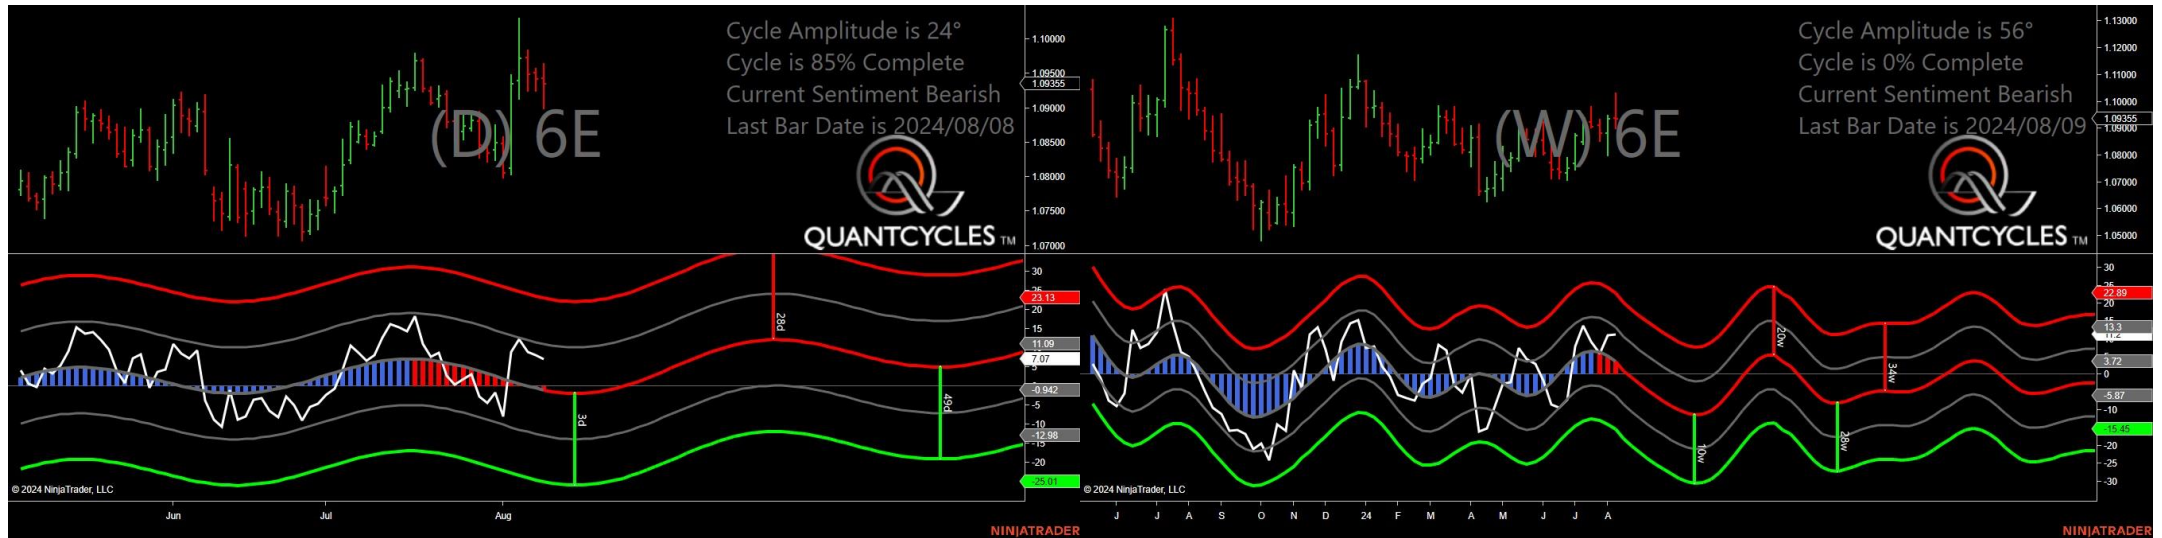 Cycle Amplitude is 24°
Cycle is 85% Complete
Current Sentiment Bearish
Last Bar Date is 2024/08/08
(D) 6E
QUANTCYCLES TM
1.10000
1.09500
1.09355
1.09000
1.08500
1.08000
1.07500
1.07000
30
23.13
20
15
11.09
7.07
5
-0.942
-5
-10
-12.98
-15
-20
-25.01
3d
28d
49d
© 2024 NinjaTrader, LLC
Jun
Jul
Aug
NINJATRADER
Cycle Amplitude is 56°
Cycle is 0% Complete
Current Sentiment Bearish
Last Bar Date is 2024/08/09
(W) 6E
QUANTCYCLES TM
1.13000
1.12000
1.11000
1.10000
1.09355
1.09000
1.08000
1.07000
1.06000
1.05000
30
22.89
20
13.3
11.2
3.72
0
-5.87
-10
-15.45
-20
-25
-30
10w
20w
28w
34w
© 2024 NinjaTrader, LLC
J J A S O N D 24 F M A M J J A
NINJATRADER